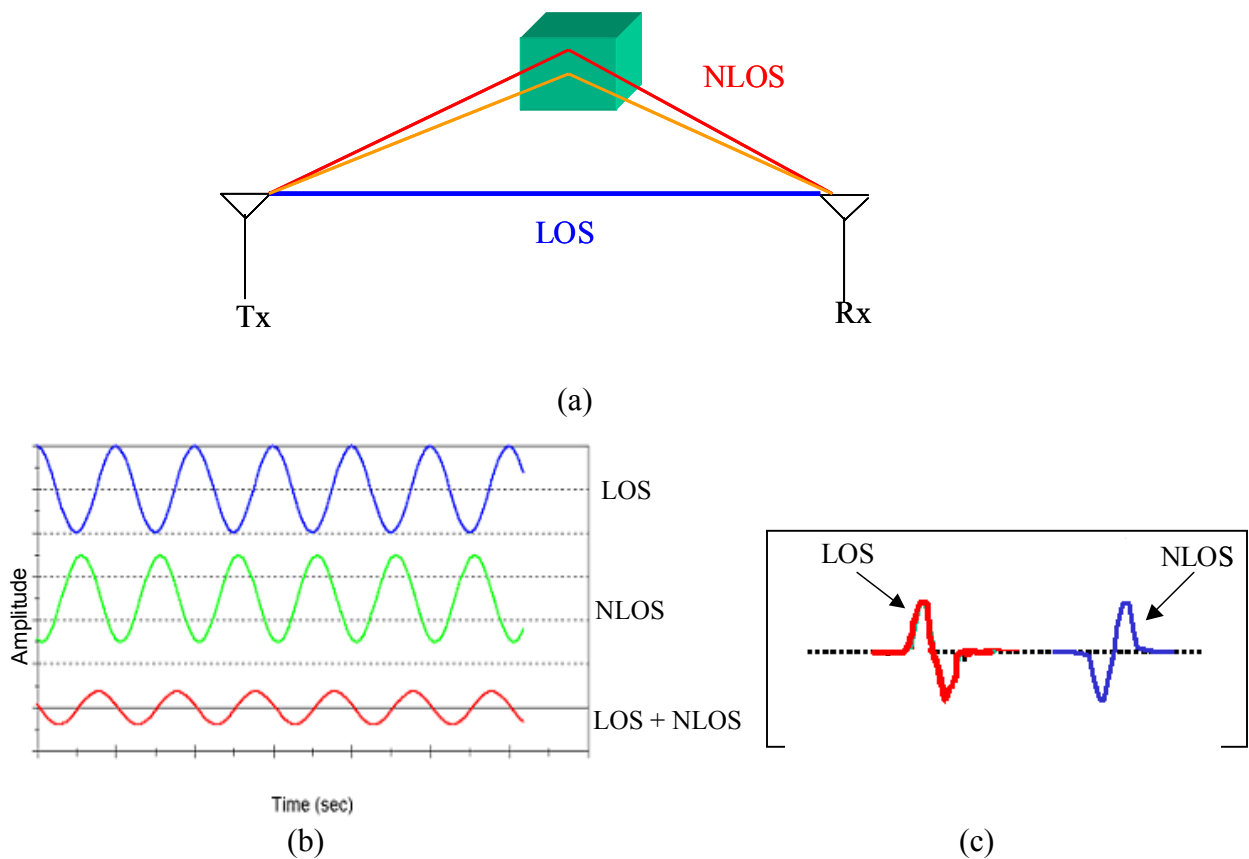 NLOS
LOS
Tx
Rx
(a)
Amplitude
LOS
NLOS
LOS + NLOS
Time (sec)
(b)
LOS
NLOS
(c)